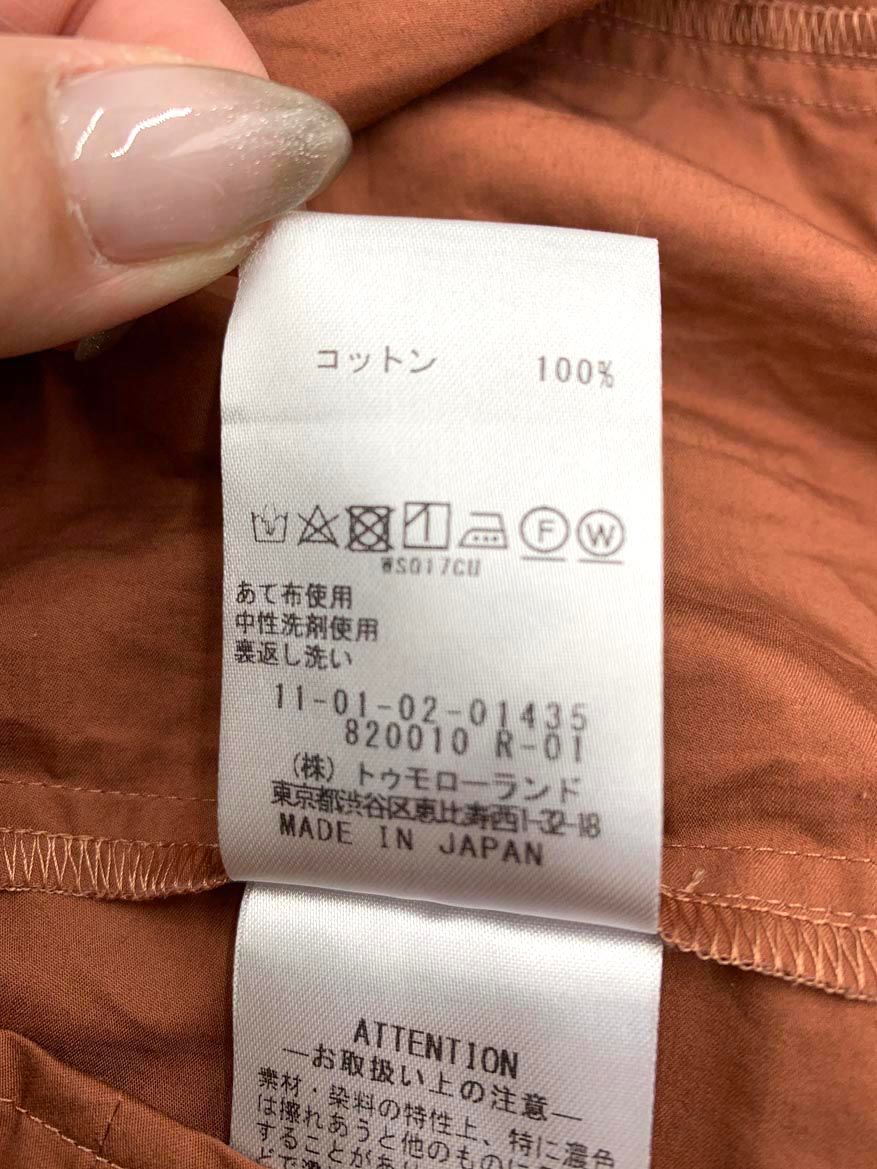 コットン 100%
F W
WS017CU
あて布使用
中性洗剤使用
裏返し洗い
11-01-02-01435
820010 R-01
(株)トゥモローランド
東京都渋谷区恵比寿西1-32-18
MADE IN JAPAN
ATTENTION
—お取扱い上の注意—
素材・染料の特性上、特に濃色
は擦れあうと他のものに
することがあり